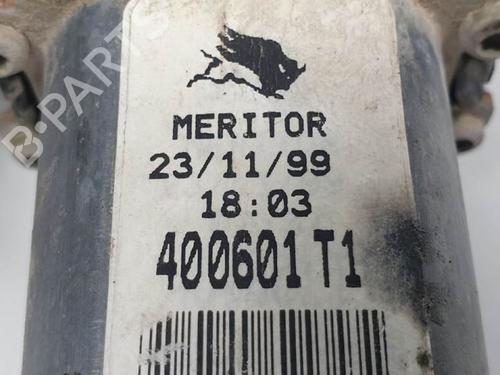 MERITOR
23/11/99
18:03
400601 T1
B-PARTS